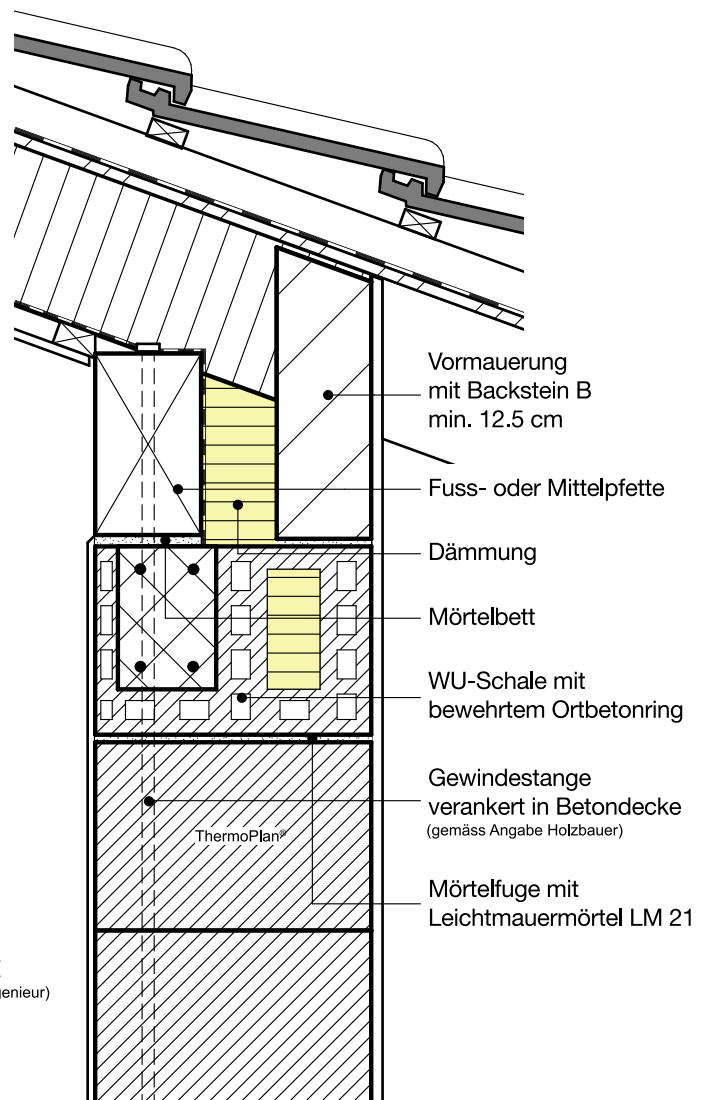 Vormauerung
mit Backstein B
min. 12.5 cm
Fuss- oder Mittelpfette
Dämmung
Mörtelbett
WU-Schale mit
bewehrtem Ortbetonring
Gewindestange
verankert in Betondecke
(gemäss Angabe Holzbauer)
ThermoPlan®
Mörtelfuge mit
Leichtmauermörtel LM 21
genieur)